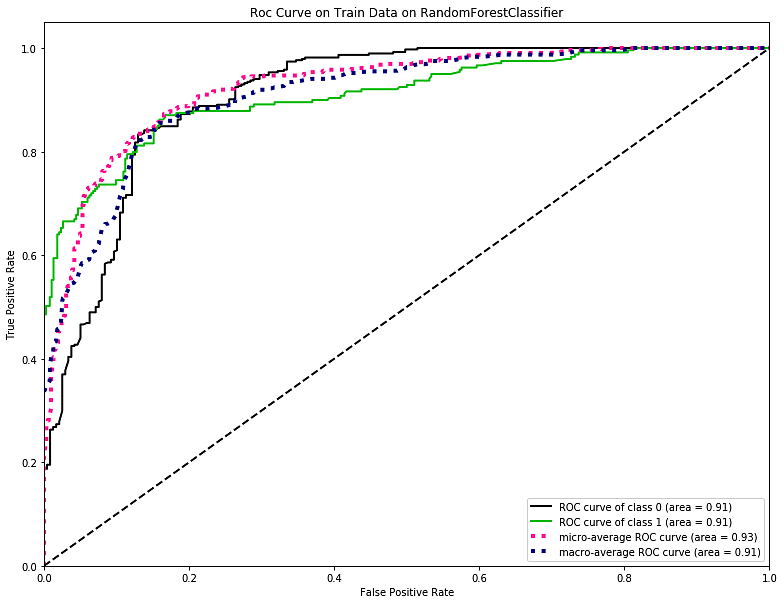 Roc Curve on Train Data on RandomForestClassifier
True Positive Rate
1.0
0.8
0.6
0.4
0.2
0.0
ROC curve of class 0 (area = 0.91)
ROC curve of class 1 (area = 0.91)
micro-average ROC curve (area = 0.93)
macro-average ROC curve (area = 0.91)
0.0 0.2 0.4 0.6 0.8 1.0
False Positive Rate